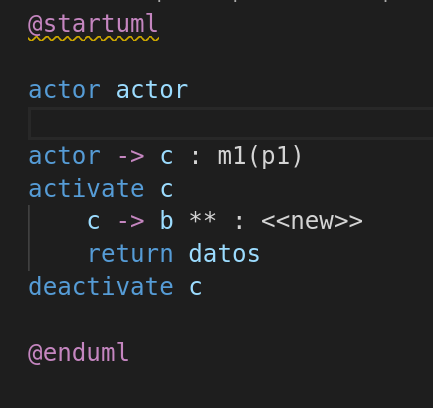 @startuml
actor actor
actor -> c : m1(p1)
activate c
c -> b ** : <<new>>
return datos
deactivate c
@enduml